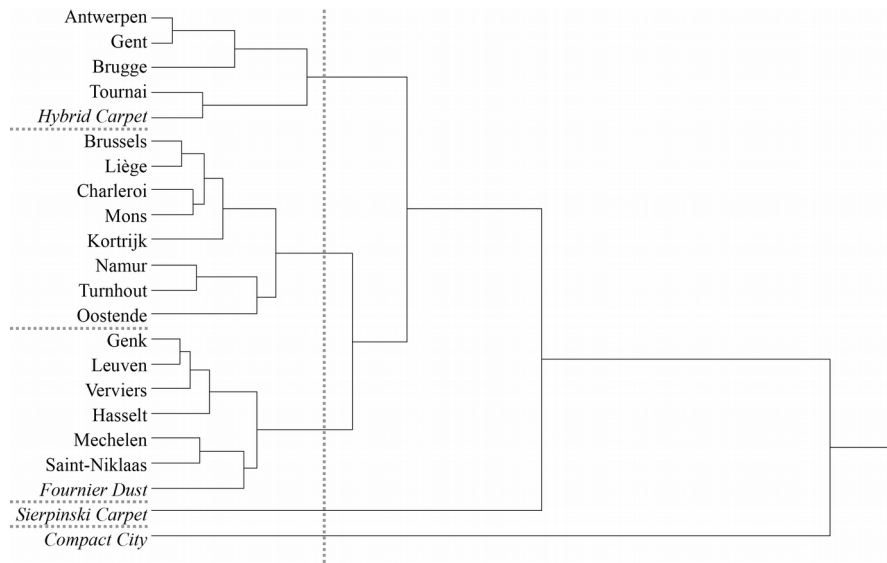 Antwerpen
Gent
Brugge
Tournai
Hybrid Carpet
Brussels
Liège
Charleroi
Mons
Kortrijk
Namur
Turnhout
Oostende
Genk
Leuven
Verviers
Hasselt
Mechelen
Saint-Niklaas
Fournier Dust
Sierpinski Carpet
Compact City